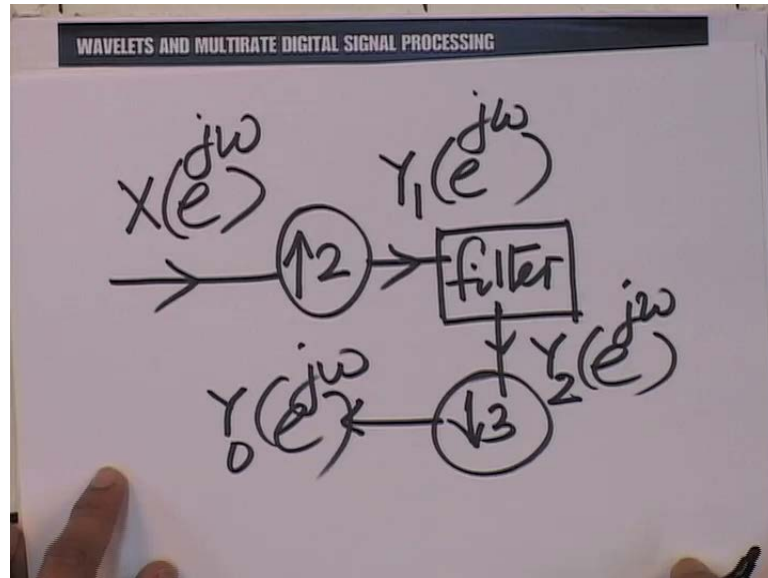 WAVELETS AND MULTIRATE DIGITAL SIGNAL PROCESSING
X(e^{jω})
↑2
Y₁(e^{jω})
filter
Y₂(e^{jω})
↓3
Y₀(e^{jω})